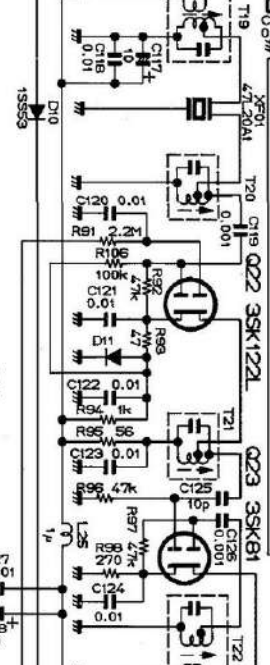 T19
C117
10
+
C118
0.01
1SS53
D10
XF01
47L20A1
T20
C120 0.01
C119
0.001
R91 2.2M
R106
100k
R92
47k
Q22
3SK122L
C121
0.01
R93
47
D11
C122 0.01
R94 1k
T21
R95 56
C123 0.01
Q23
3SK81
R96 47k
C125
10p
C126
0.001
R97
47k
L25
1μ
R98
270
C124
0.01
T22
+